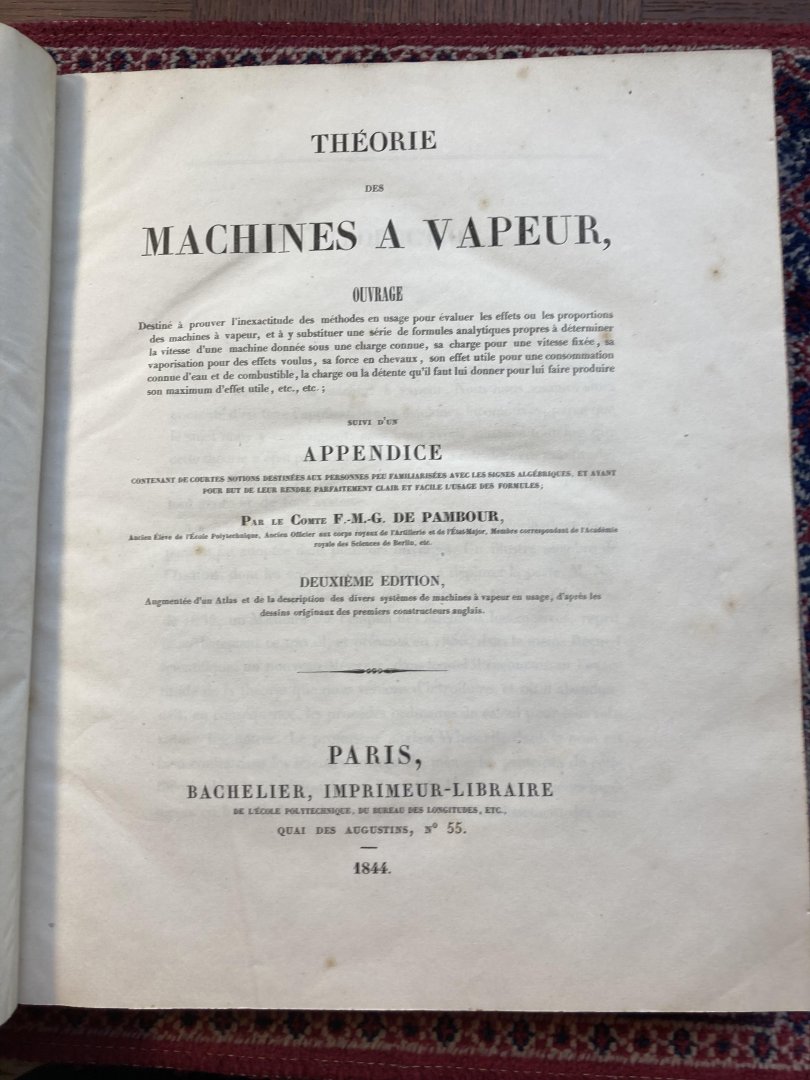 THÉORIE
DES
MACHINES A VAPEUR,
OUVRAGE
Destiné à prouver l'inexactitude des méthodes en usage pour évaluer les effets ou les proportions
des machines à vapeur, et à y substituer une série de formules analytiques propres à déterminer
la vitesse d'une machine donnée sous une charge connue, sa charge pour une vitesse fixée, sa
vaporisation pour des effets voulus, sa force en chevaux, son effet utile pour une consommation
connue d'eau et de combustible, la charge ou la détente qu'il faut lui donner pour lui faire produire
son maximum d'effet utile, etc., etc.;
SUIVI D'UN
APPENDICE
CONTENANT DE COURTES NOTIONS DESTINÉES AUX PERSONNES PEU FAMILIARISÉES AVEC LES SIGNES ALGÉBRIQUES, ET AYANT
POUR BUT DE LEUR RENDRE PARFAITEMENT CLAIR ET FACILE L'USAGE DES FORMULES;
PAR LE COMTE F.-M.-G. DE PAMBOUR,
Ancien Élève de l'École Polytechnique, Ancien Officier aux corps royaux de l'Artillerie et de l'État-Major, Membre correspondant de l'Académie
royale des Sciences de Berlin, etc.
DEUXIÈME EDITION,
Augmentée d'un Atlas et de la description des divers systèmes de machines à vapeur en usage, d'après les
dessins originaux des premiers constructeurs anglais.
PARIS,
BACHELIER, IMPRIMEUR-LIBRAIRE
DE L'ÉCOLE POLYTECHNIQUE, DU BUREAU DES LONGITUDES, ETC.,
QUAI DES AUGUSTINS, N° 55.
1844.